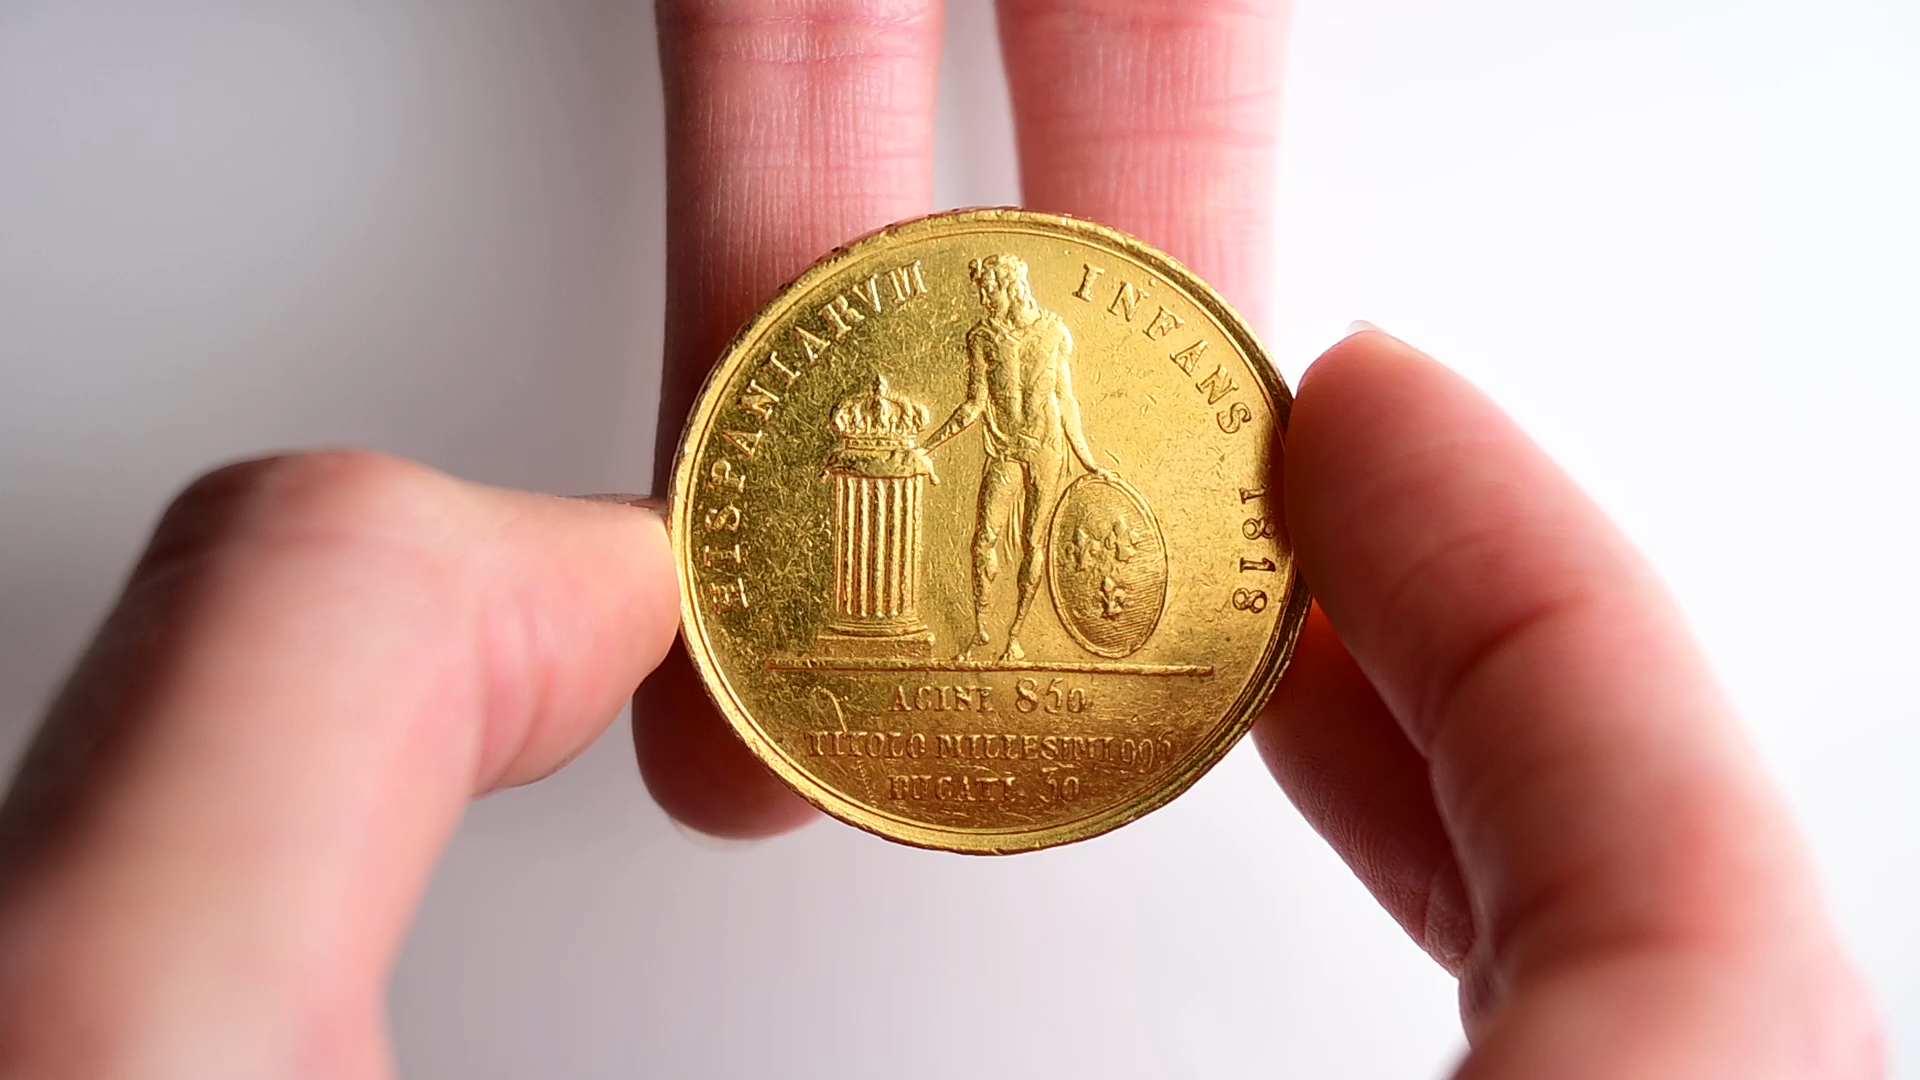 HISPANIARVM INFANS 1818
ACINI 850
TITOLO MILLESIMI 996
DUCATI 30